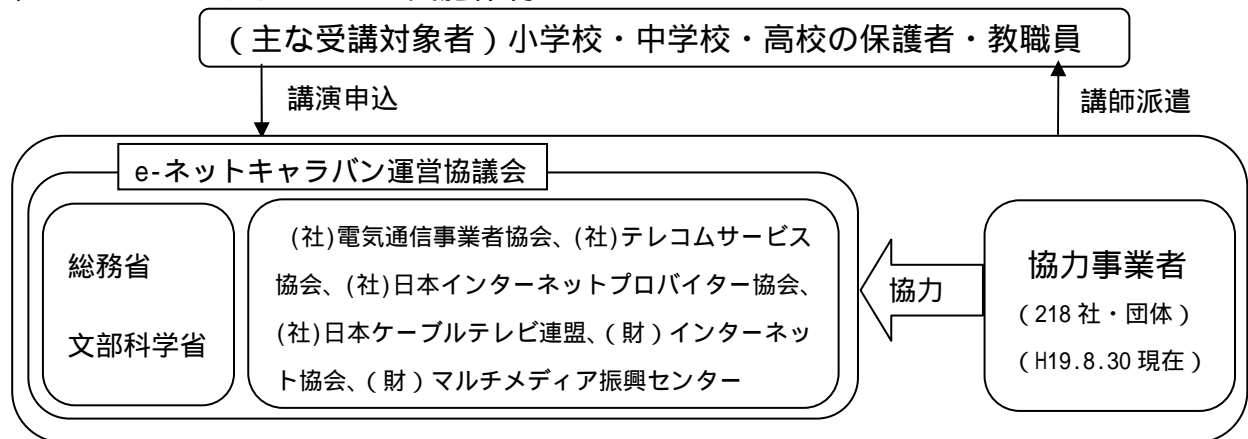 (主な受講対象者)小学校・中学校・高校の保護者・教職員
講演申込
講師派遣
e-ネットキャラバン運営協議会
総務省
文部科学省
(社)電気通信事業者協会、(社)テレコムサービス
協会、(社)日本インターネットプロバイター協会、
(社)日本ケーブルテレビ連盟、(財)インターネッ
ト協会、(財)マルチメディア振興センター
協力
協力事業者
(218 社・団体)
(H19.8.30 現在)